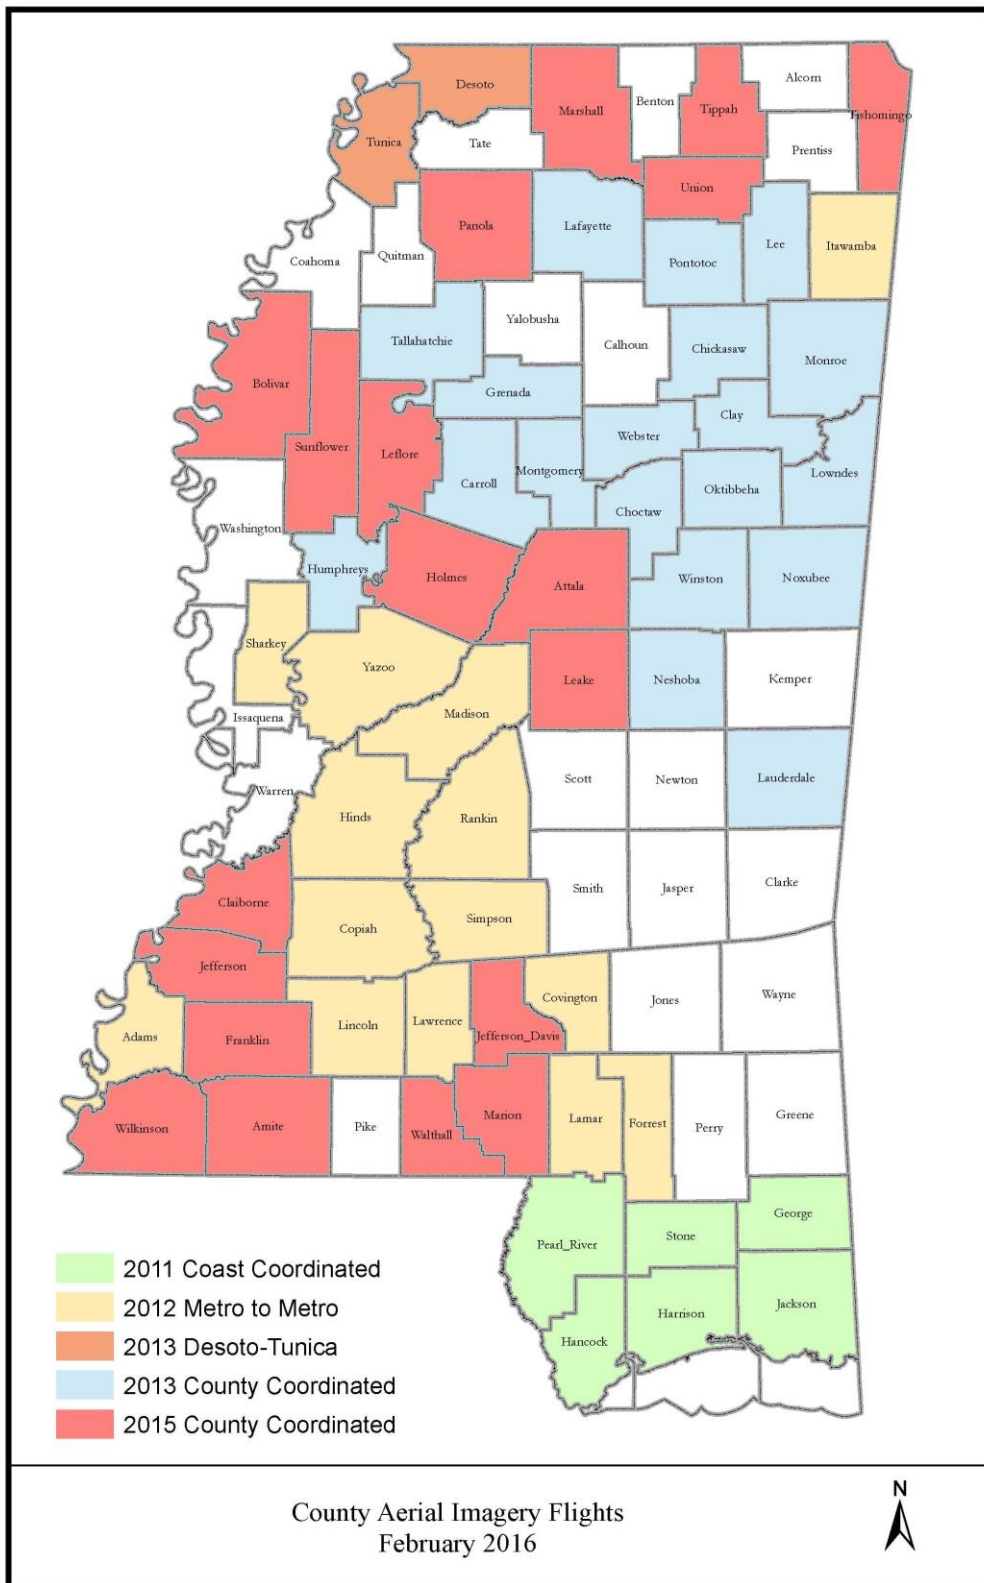 Desoto
Alcorn
Benton
Marshall
Tippah
Tishomingo
Tunica
Tate
Prentiss
Union
Panola
Lafayette
Lee
Itawamba
Coahoma
Quitman
Pontotoc
Yalobusha
Tallahatchie
Calhoun
Chickasaw
Monroe
Bolivar
Grenada
Clay
Sunflower
Leflore
Webster
Carroll
Montgomery
Lowndes
Oktibbeha
Choctaw
Washington
Humphreys
Holmes
Attala
Winston
Noxubee
Sharkey
Yazoo
Leake
Neshoba
Kemper
Issaquena
Madison
Scott
Newton
Lauderdale
Warren
Hinds
Rankin
Smith
Jasper
Clarke
Claiborne
Copiah
Simpson
Jefferson
Covington
Jones
Wayne
Adams
Franklin
Lincoln
Lawrence
Jefferson_Davis
Wilkinson
Amite
Pike
Walthall
Marion
Lamar
Forrest
Perry
Greene
George
Pearl_River
Stone
Hancock
Harrison
Jackson
2011 Coast Coordinated
2012 Metro to Metro
2013 Desoto-Tunica
2013 County Coordinated
2015 County Coordinated
County Aerial Imagery Flights
February 2016
N